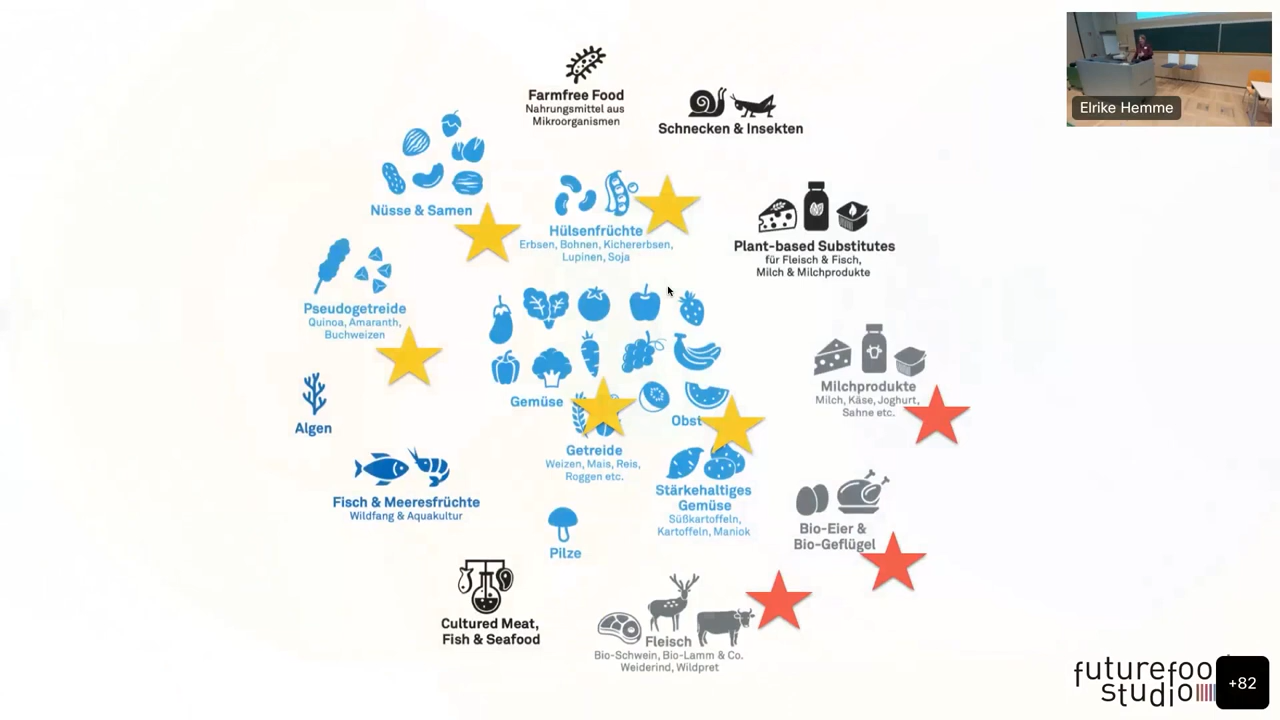 Elrike Hemme
Farmfree Food
Nahrungsmittel aus
Mikroorganismen
Schnecken & Insekten
Nüsse & Samen
Hülsenfrüchte
Erbsen, Bohnen, Kichererbsen,
Lupinen, Soja
Plant-based Substitutes
für Fleisch & Fisch,
Milch & Milchprodukte
Pseudogetreide
Quinoa, Amaranth,
Buchweizen
Milchprodukte
Milch, Käse, Joghurt,
Sahne etc.
Gemüse
Obst
Algen
Getreide
Weizen, Mais, Reis,
Roggen etc.
Stärkehaltiges
Gemüse
Süßkartoffeln,
Kartoffeln, Maniok
Fisch & Meeresfrüchte
Wildfang & Aquakultur
Bio-Eier &
Bio-Geflügel
Pilze
Cultured Meat,
Fish & Seafood
Fleisch
Bio-Schwein, Bio-Lamm & Co.
Weiderind, Wildpret
futurefoo
studio
+82